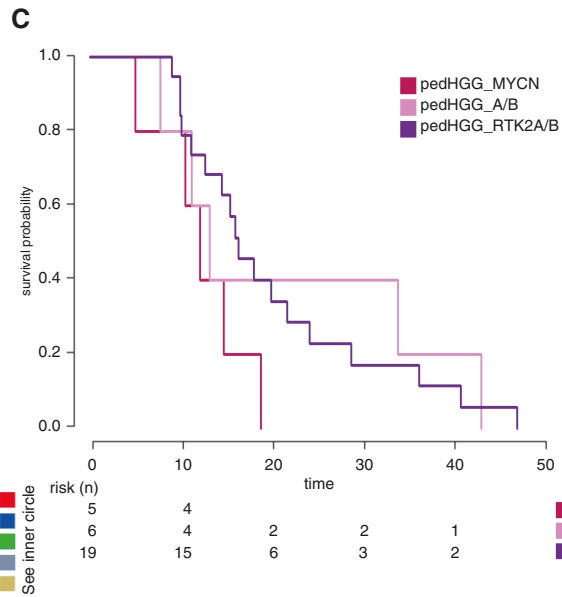 C
pedHGG_MYCN
pedHGG_A/B
pedHGG_RTK2A/B
survival probability
1.0
0.8
0.6
0.4
0.2
0.0
0 10 20 30 40 50
time
risk (n)
5 4
6 4 2 2 1
19 15 6 3 2
See inner circle